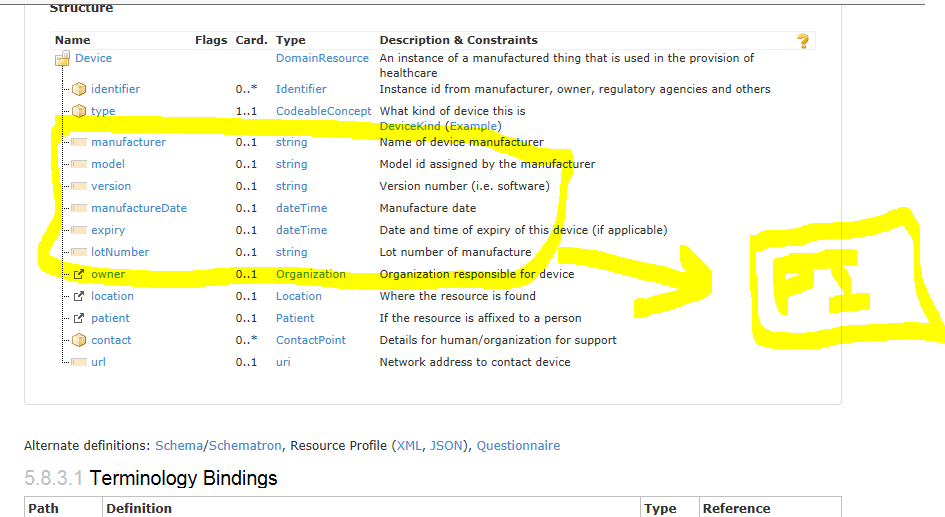 Structure
Name Flags Card. Type Description & Constraints ?
Device DomainResource An instance of a manufactured thing that is used in the provision of
healthcare
identifier 0..* Identifier Instance id from manufacturer, owner, regulatory agencies and others
type 1..1 CodeableConcept What kind of device this is
DeviceKind (Example)
manufacturer 0..1 string Name of device manufacturer
model 0..1 string Model id assigned by the manufacturer
version 0..1 string Version number (i.e. software)
manufactureDate 0..1 dateTime Manufacture date
expiry 0..1 dateTime Date and time of expiry of this device (if applicable)
lotNumber 0..1 string Lot number of manufacture
PI
owner 0..1 Organization Organization responsible for device
location 0..1 Location Where the resource is found
patient 0..1 Patient If the resource is affixed to a person
contact 0..* ContactPoint Details for human/organization for support
url 0..1 uri Network address to contact device
Alternate definitions: Schema/Schematron, Resource Profile (XML, JSON), Questionnaire
5.8.3.1 Terminology Bindings
Path Definition Type Reference